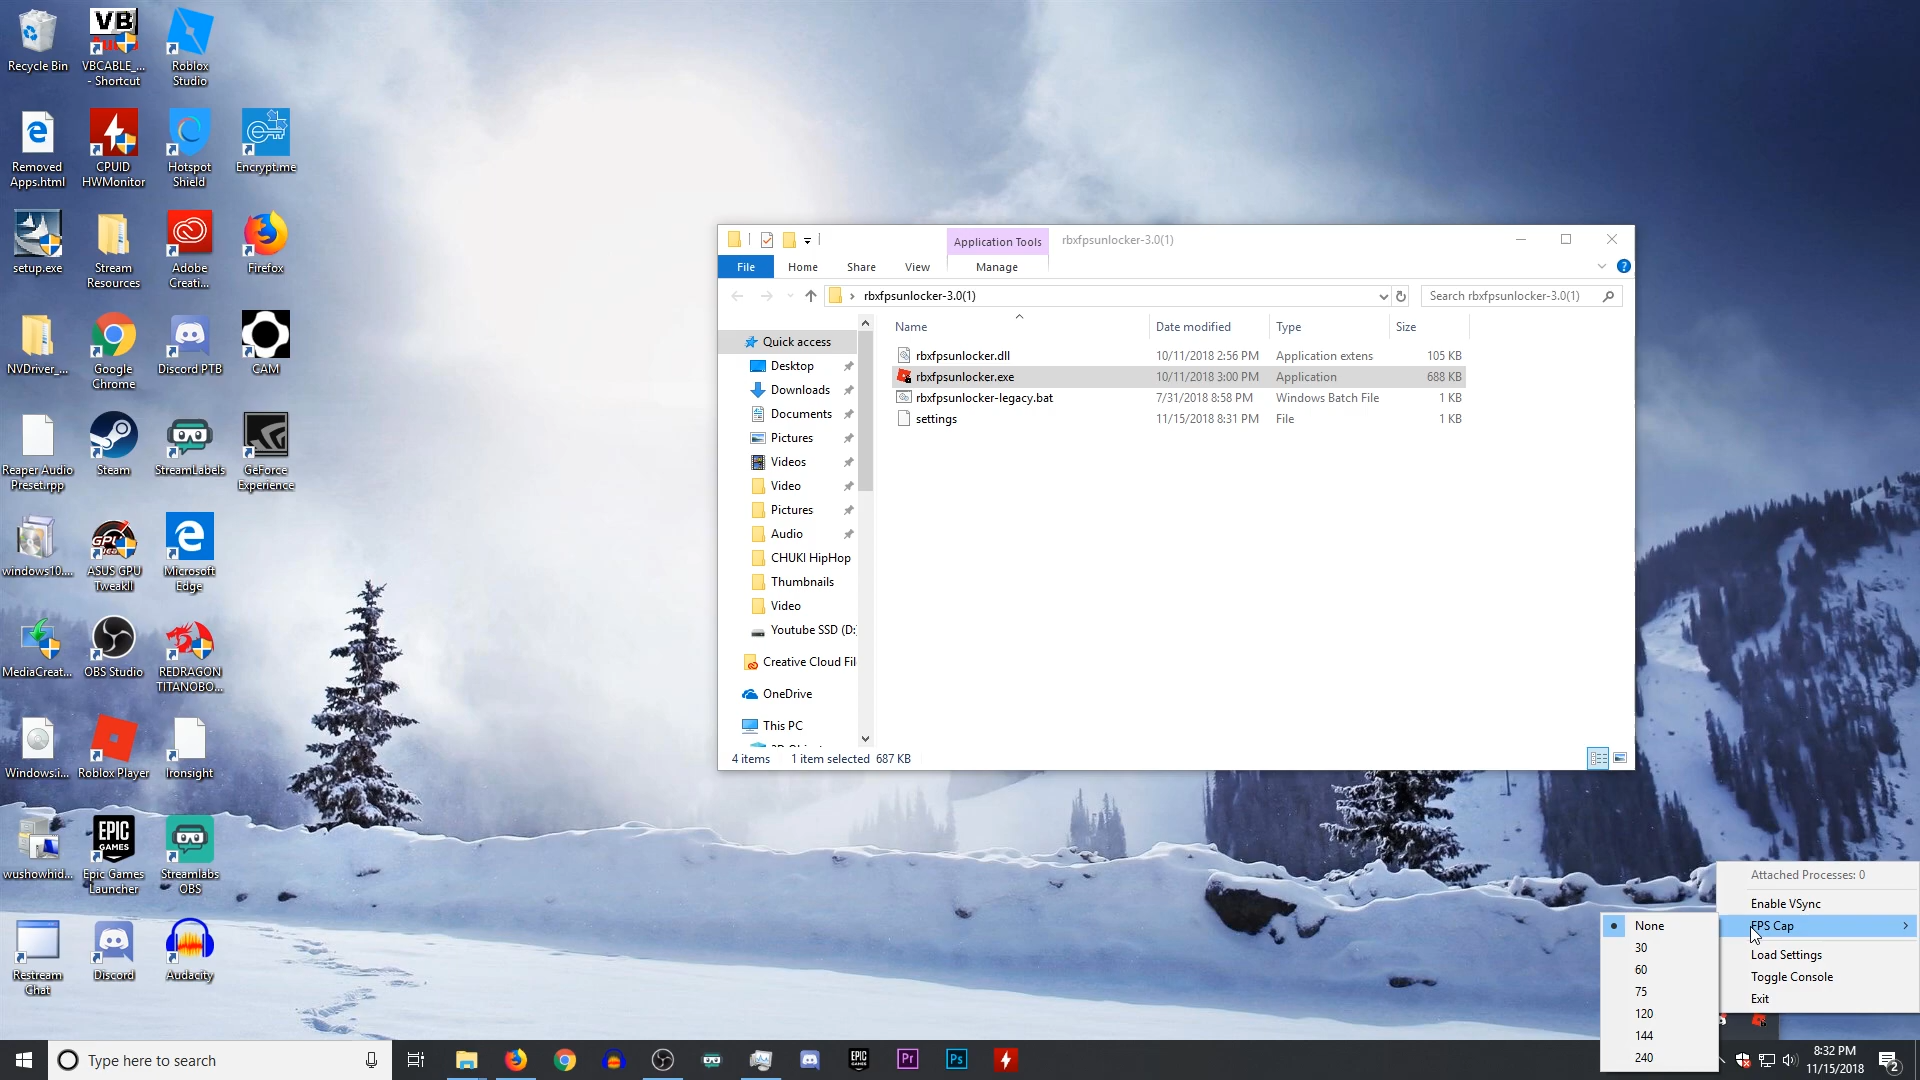 Recycle Bin
VB
VBCABLE_...
- Shortcut
Roblox
Studio
Removed
Apps.html
CPUID
HWMonitor
Hotspot
Shield
Encrypt.me
setup.exe
Stream
Resources
Adobe
Creati...
Firefox
NVDriver_...
Google
Chrome
Discord PTB
CAM
Reaper Audio
Preset.rpp
Steam
StreamLabels
GeForce
Experience
windows10....
ASUS GPU
TweakII
Microsoft
Edge
MediaCreat...
OBS Studio
REDRAGON
TITANOBO...
Windows.i...
Roblox Player
Ironsight
wushowhid...
EPIC
GAMES
Epic Games
Launcher
Streamlabs
OBS
Restream
Chat
Discord
Audacity
Application Tools
rbxfpsunlocker-3.0(1)
File
Home
Share
View
Manage
rbxfpsunlocker-3.0(1)
Search rbxfpsunlocker-3.0(1)
Name
Date modified
Type
Size
rbxfpsunlocker.dll 10/11/2018 2:56 PM Application extens 105 KB
rbxfpsunlocker.exe 10/11/2018 3:00 PM Application 688 KB
rbxfpsunlocker-legacy.bat 7/31/2018 8:58 PM Windows Batch File 1 KB
settings 11/15/2018 8:31 PM File 1 KB
Quick access
Desktop
Downloads
Documents
Pictures
Videos
Video
Pictures
Audio
CHUKI HipHop
Thumbnails
Video
Youtube SSD (D:
Creative Cloud Fil
OneDrive
This PC
4 items 1 item selected 687 KB
Attached Processes: 0
Enable VSync
FPS Cap
Load Settings
Toggle Console
Exit
None
30
60
75
120
144
240
Type here to search
EPIC
Pr
Ps
8:32 PM
11/15/2018
2